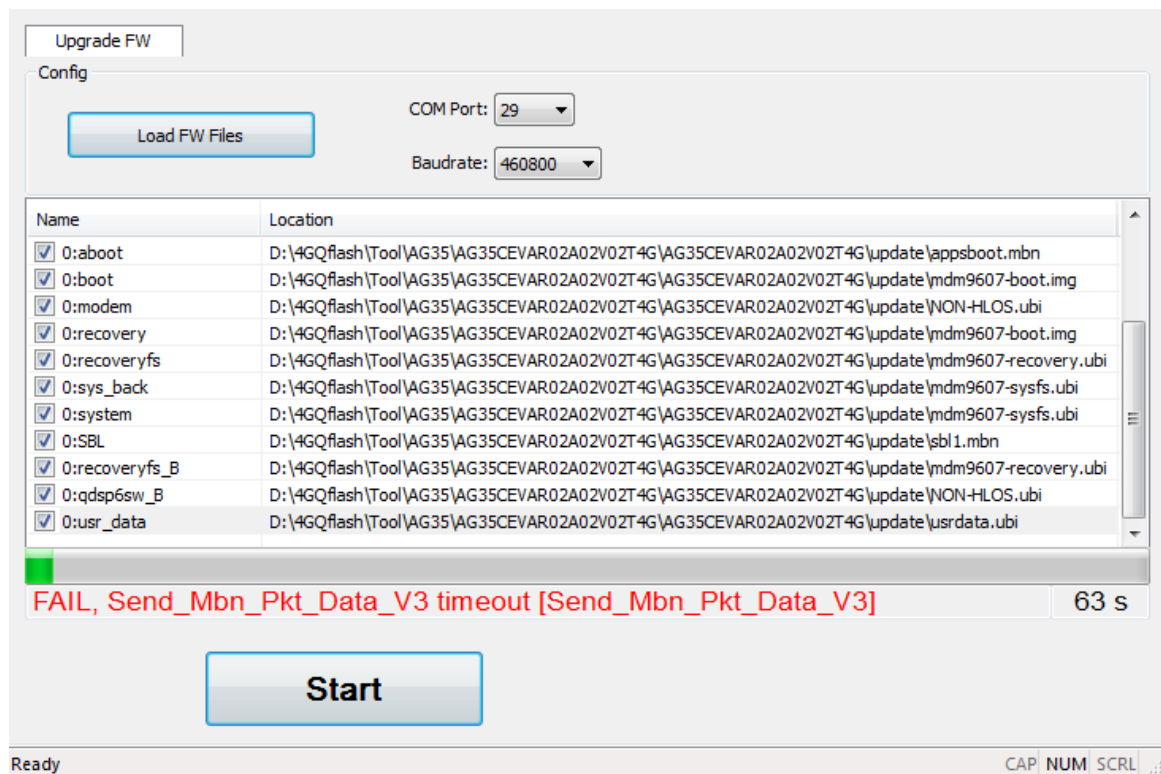 Upgrade FW
Config
Load FW Files
COM Port: 29
Baudrate: 460800
Name Location
0:aboot D:\4GQflash\Tool\AG35\AG35CEVAR02A02V02T4G\AG35CEVAR02A02V02T4G\update\appsboot.mbn
0:boot D:\4GQflash\Tool\AG35\AG35CEVAR02A02V02T4G\AG35CEVAR02A02V02T4G\update\mdm9607-boot.img
0:modem D:\4GQflash\Tool\AG35\AG35CEVAR02A02V02T4G\AG35CEVAR02A02V02T4G\update\NON-HLOS.ubi
0:recovery D:\4GQflash\Tool\AG35\AG35CEVAR02A02V02T4G\AG35CEVAR02A02V02T4G\update\mdm9607-boot.img
0:recoveryfs D:\4GQflash\Tool\AG35\AG35CEVAR02A02V02T4G\AG35CEVAR02A02V02T4G\update\mdm9607-recovery.ubi
0:sys_back D:\4GQflash\Tool\AG35\AG35CEVAR02A02V02T4G\AG35CEVAR02A02V02T4G\update\mdm9607-sysfs.ubi
0:system D:\4GQflash\Tool\AG35\AG35CEVAR02A02V02T4G\AG35CEVAR02A02V02T4G\update\mdm9607-sysfs.ubi
0:SBL D:\4GQflash\Tool\AG35\AG35CEVAR02A02V02T4G\AG35CEVAR02A02V02T4G\update\sbl1.mbn
0:recoveryfs_B D:\4GQflash\Tool\AG35\AG35CEVAR02A02V02T4G\AG35CEVAR02A02V02T4G\update\mdm9607-recovery.ubi
0:qdsp6sw_B D:\4GQflash\Tool\AG35\AG35CEVAR02A02V02T4G\AG35CEVAR02A02V02T4G\update\NON-HLOS.ubi
0:usr_data D:\4GQflash\Tool\AG35\AG35CEVAR02A02V02T4G\AG35CEVAR02A02V02T4G\update\usrdata.ubi
FAIL, Send_Mbn_Pkt_Data_V3 timeout [Send_Mbn_Pkt_Data_V3] 63 s
Start
Ready CAP NUM SCRL